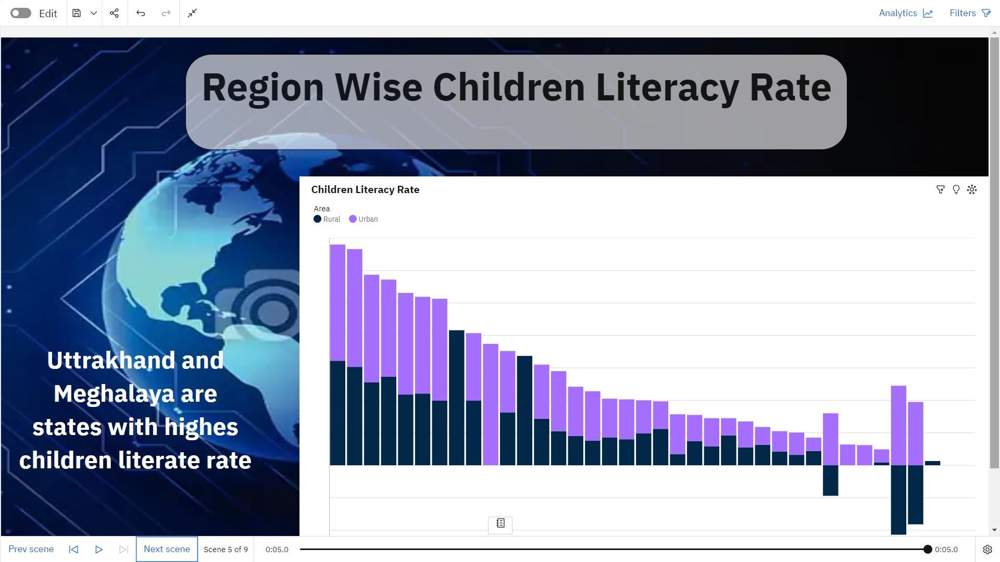 Edit
Analytics
Filters
Region Wise Children Literacy Rate
Children Literacy Rate
Area
Rural Urban
Uttrakhand and
Meghalaya are
states with highes
children literate rate
Prev scene
Next scene
Scene 5 of 9
0:05.0
0:05.0